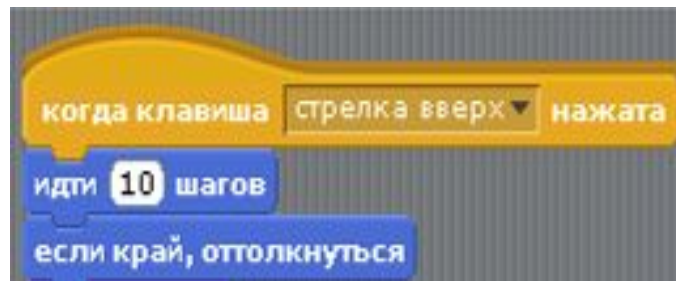 когда клавиша стрелка вверх нажата
идти 10 шагов
если край, оттолкнуться